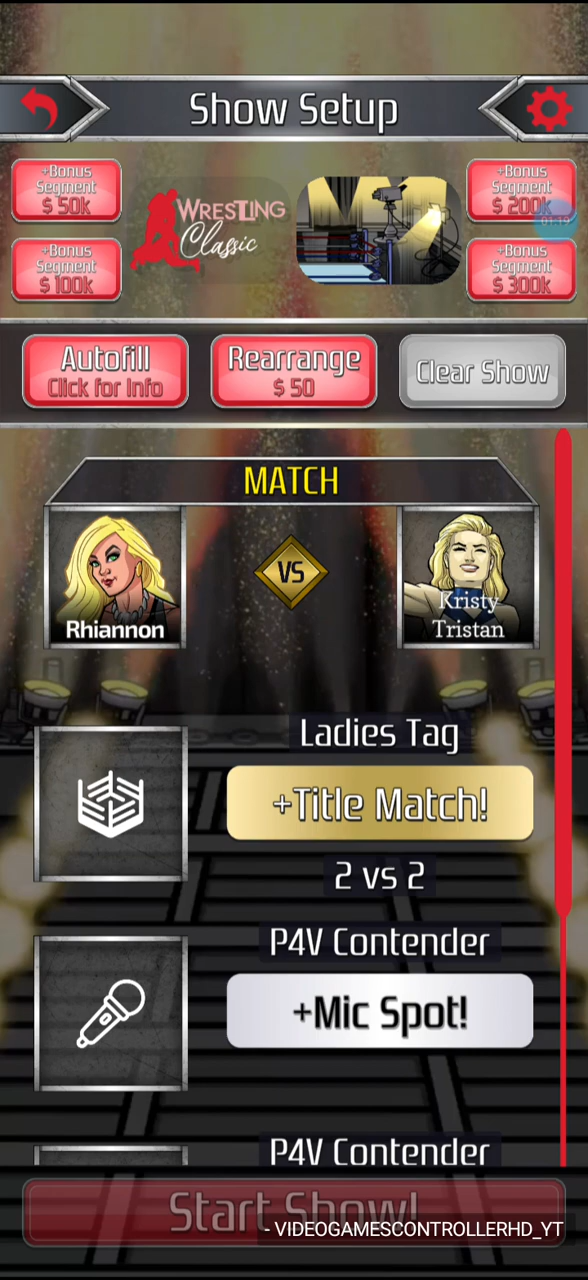 Show Setup
+Bonus
Segment
$ 50k
+Bonus
Segment
$ 100k
WRESTLING
Classic
+Bonus
Segment
$ 200k
01:19
+Bonus
Segment
$ 300k
Autofill
Click for Info
Rearrange
$ 50
Clear Show
MATCH
Rhiannon
VS
Kristy
Tristan
Ladies Tag
+Title Match!
2 vs 2
P4V Contender
+Mic Spot!
P4V Contender
Start Show!
- VIDEOGAMESCONTROLLERHD_YT